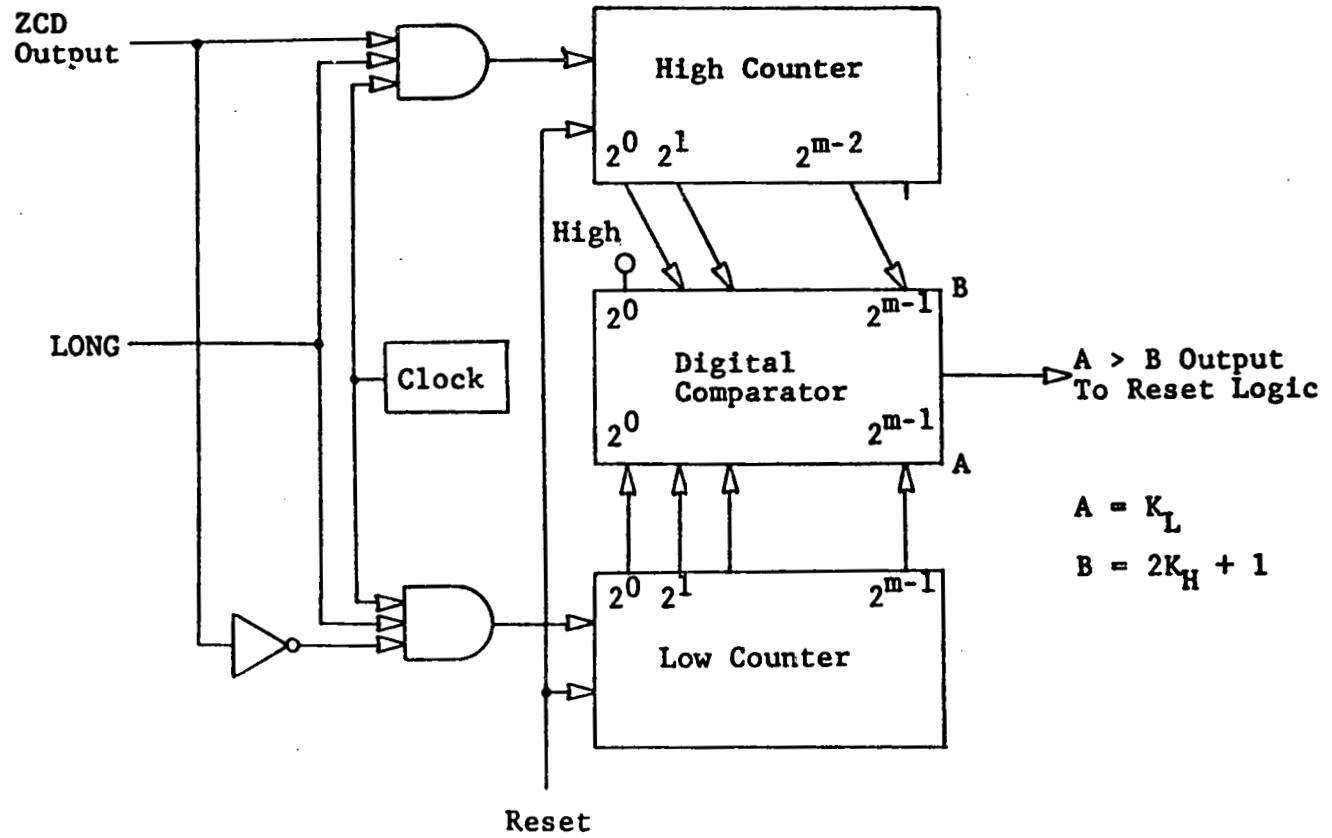 ZCD
Output
High Counter
2^0 2^1 2^m-2
High
B
2^0 2^m-1
LONG
Clock
Digital
Comparator
A > B Output
To Reset Logic
2^0 2^m-1
A
A = K_L
B = 2K_H + 1
2^0 2^1 2^m-1
Low Counter
Reset